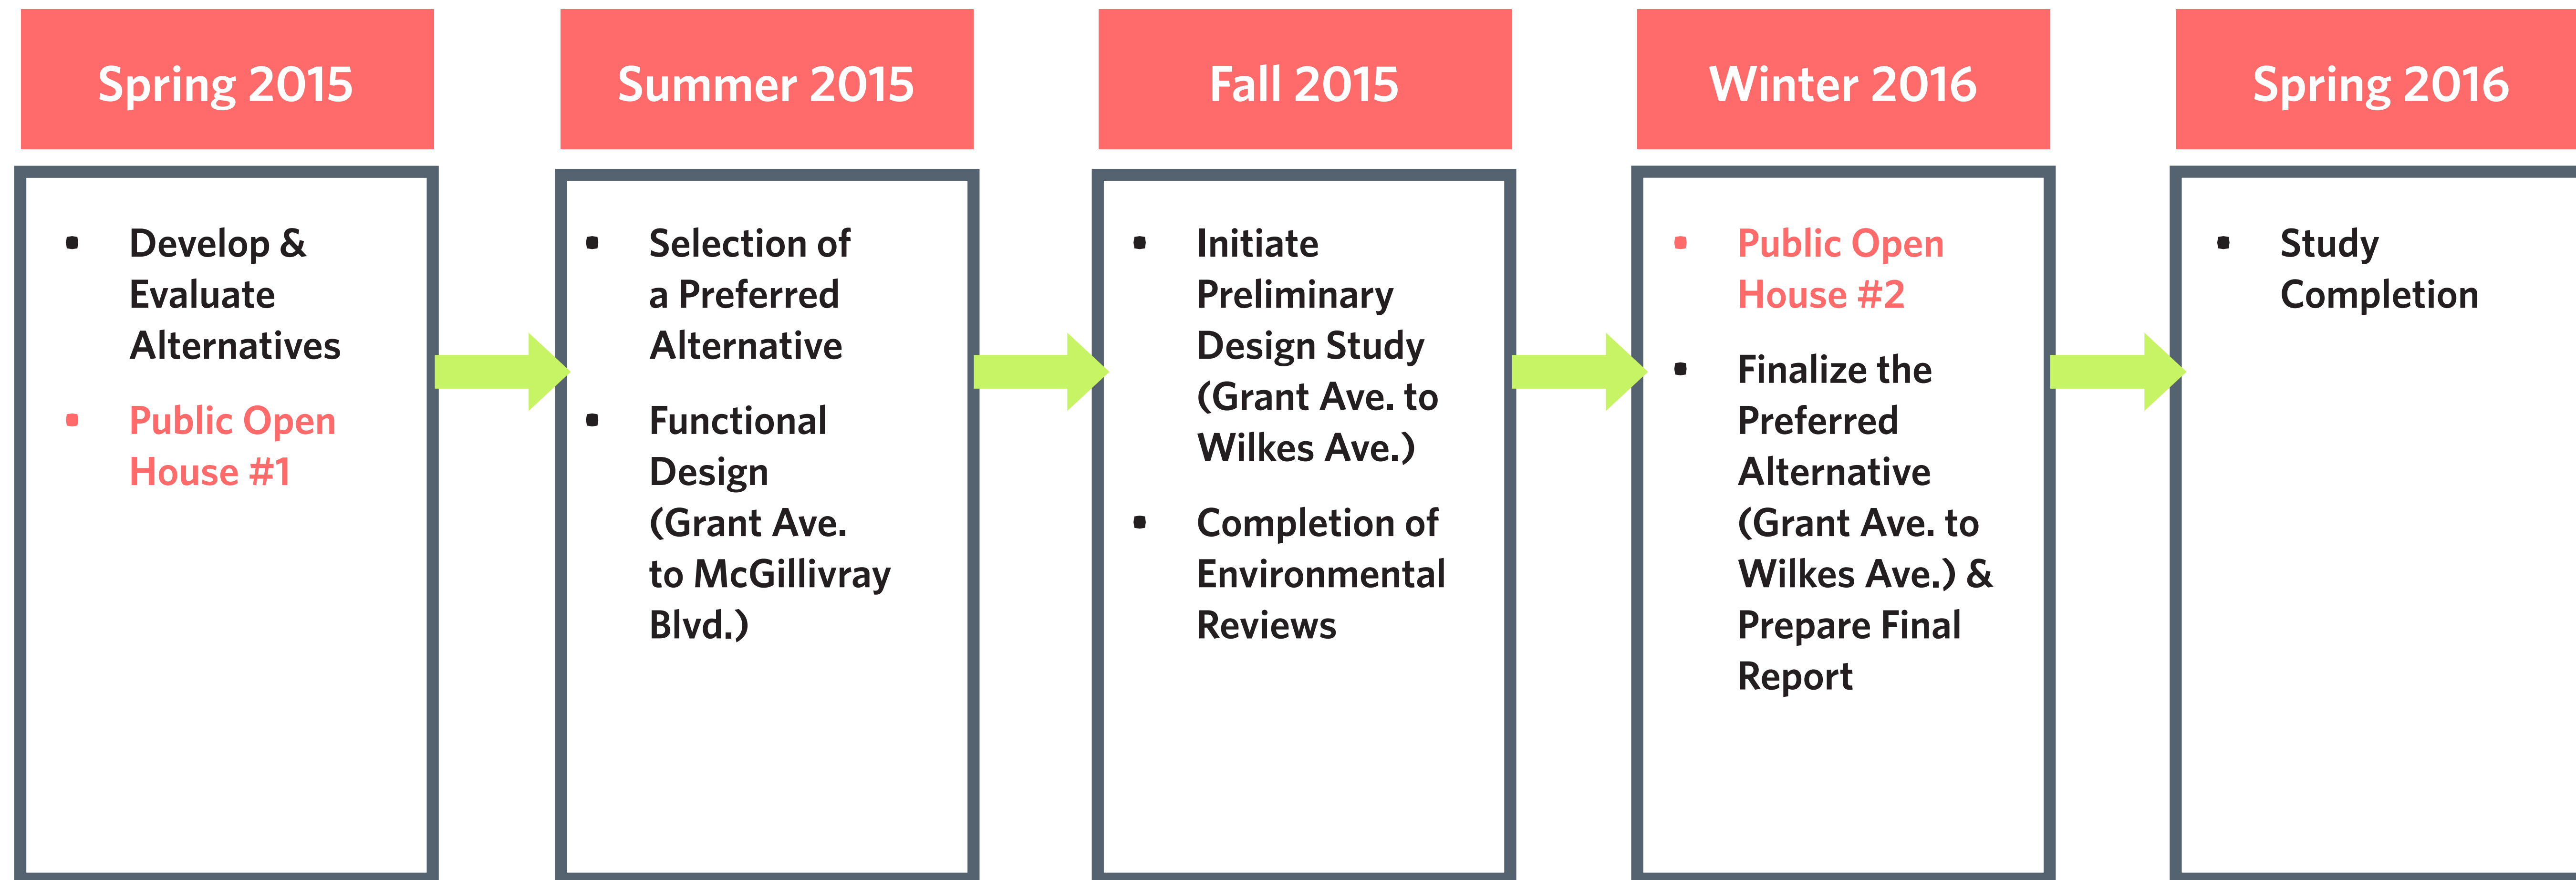 Spring 2015
Develop &
Evaluate
Alternatives
Public Open
House #1
Summer 2015
Selection of
a Preferred
Alternative
Functional
Design
(Grant Ave.
to McGillivray
Blvd.)
Fall 2015
Initiate
Preliminary
Design Study
(Grant Ave. to
Wilkes Ave.)
Completion of
Environmental
Reviews
Winter 2016
Public Open
House #2
Finalize the
Preferred
Alternative
(Grant Ave. to
Wilkes Ave.) &
Prepare Final
Report
Spring 2016
Study
Completion